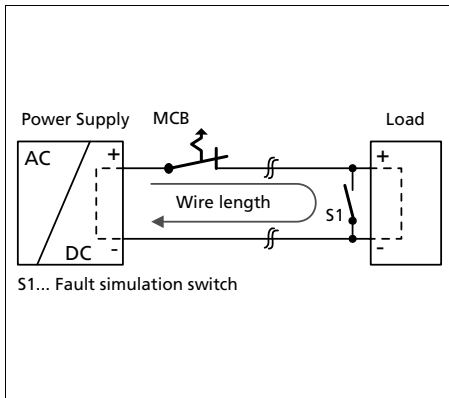 Power Supply
MCB
Load
AC
+
+
Wire length
S1
DC
-
-
S1... Fault simulation switch